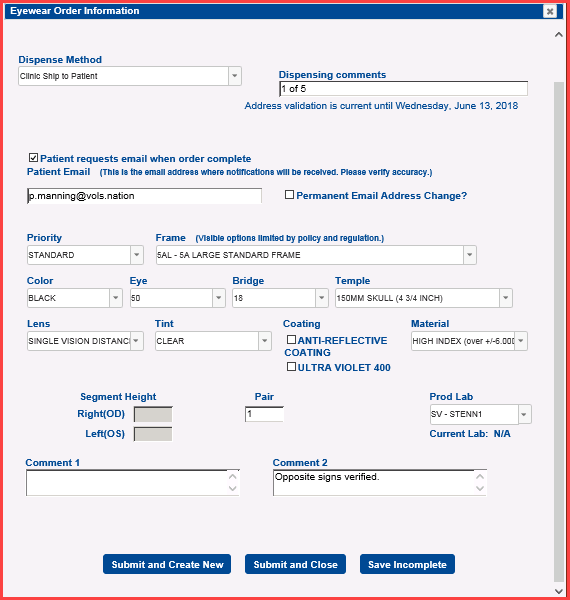 Eyewear Order Information
Dispense Method
Clinic Ship to Patient
Dispensing comments
1 of 5
Address validation is current until Wednesday, June 13, 2018
Patient requests email when order complete
Patient Email (This is the email address where notifications will be received. Please verify accuracy.)
p.manning@vols.nation
Permanent Email Address Change?
Priority Frame (Visible options limited by policy and regulation.)
STANDARD 5AL - 5A LARGE STANDARD FRAME
Color Eye Bridge Temple
BLACK 50 18 150MM SKULL (4 3/4 INCH)
Lens Tint Coating Material
SINGLE VISION DISTANC CLEAR ANTI-REFLECTIVE COATING HIGH INDEX (over +/-6.00D
ULTRA VIOLET 400
Segment Height Pair Prod Lab
Right(OD) 1 SV - STENN1
Left(OS) Current Lab: N/A
Comment 1 Comment 2
Opposite signs verified.
Submit and Create New Submit and Close Save Incomplete